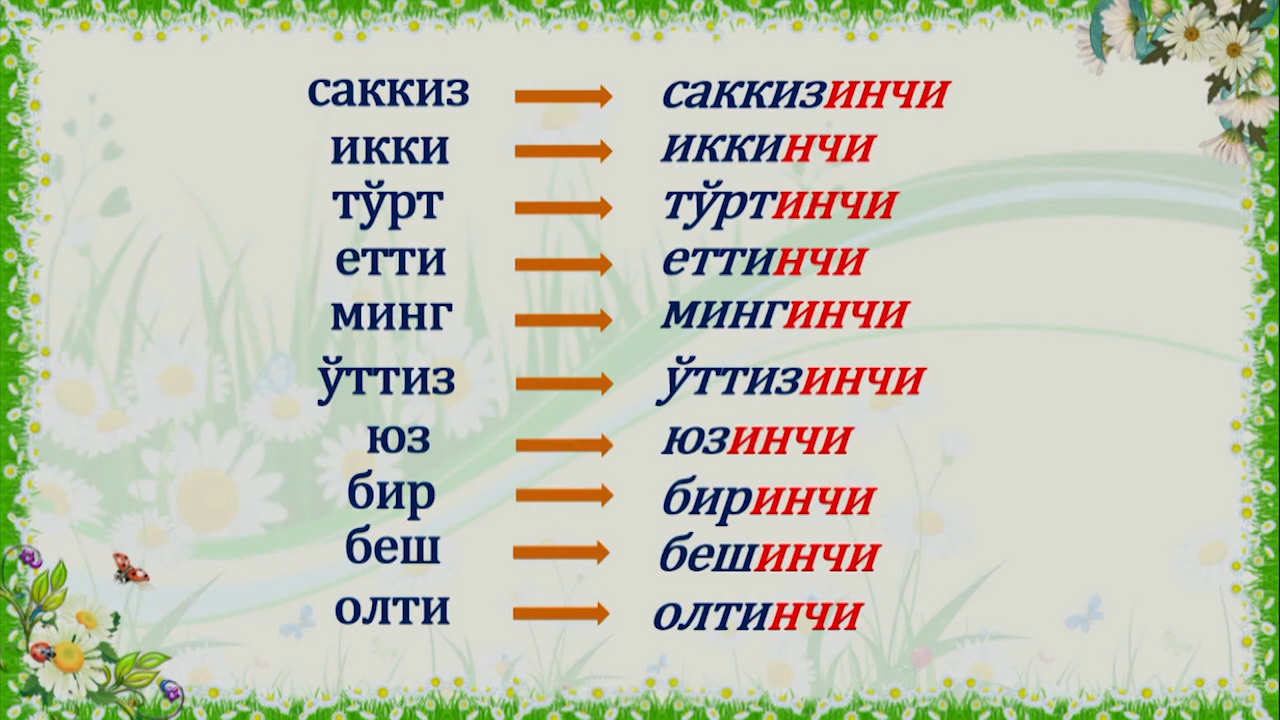 саккиз саккизинчи
икки иккинчи
тўрт тўртинчи
етти еттинчи
минг мингинчи
ўттиз ўттизинчи
юз юзинчи
бир биринчи
беш бешинчи
олти олтинчи